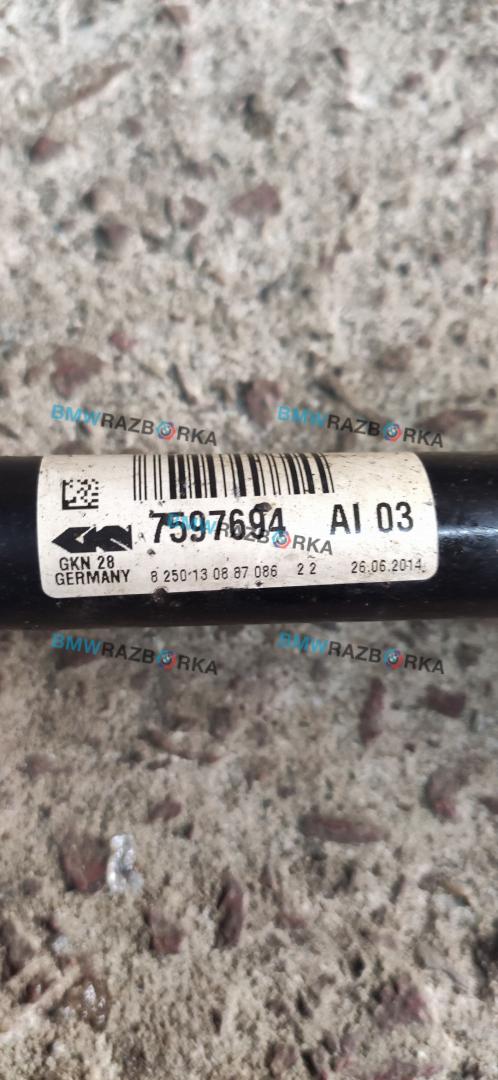 BMWRAZBORKA BMWRAZBORKA
7597694 AI 03
BMWRAZBORKA
GKN 28
GERMANY
8 250 13 08 87 086 2 2 26.06.2014
BMWRAZBORKA BMWRAZBORKA